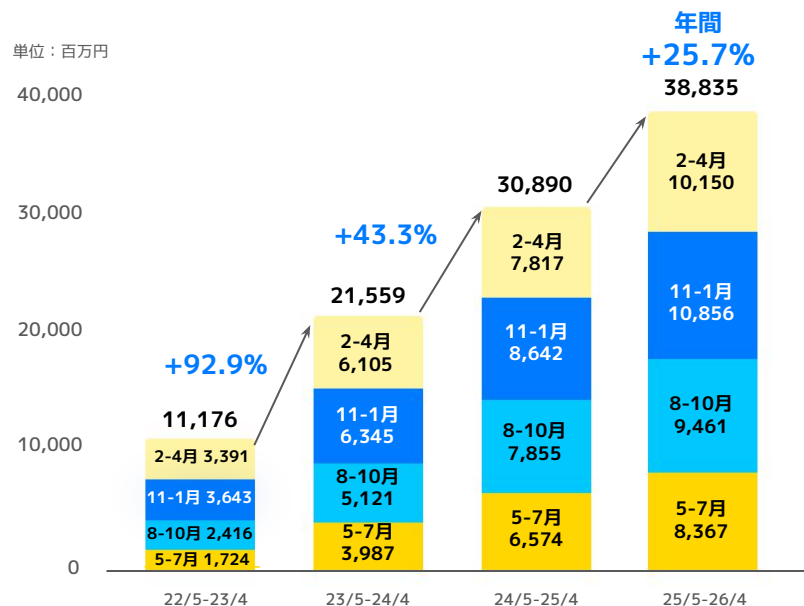 単位：百万円
年間
+25.7%
38,835
40,000
30,000
20,000
10,000
0
+92.9%
11,176
2-4月 3,391
11-1月 3,643
8-10月 2,416
5-7月 1,724
+43.3%
21,559
2-4月
6,105
11-1月
6,345
8-10月
5,121
5-7月
3,987
30,890
2-4月
7,817
11-1月
8,642
8-10月
7,855
5-7月
6,574
2-4月
10,150
11-1月
10,856
8-10月
9,461
5-7月
8,367
22/5-23/4
23/5-24/4
24/5-25/4
25/5-26/4